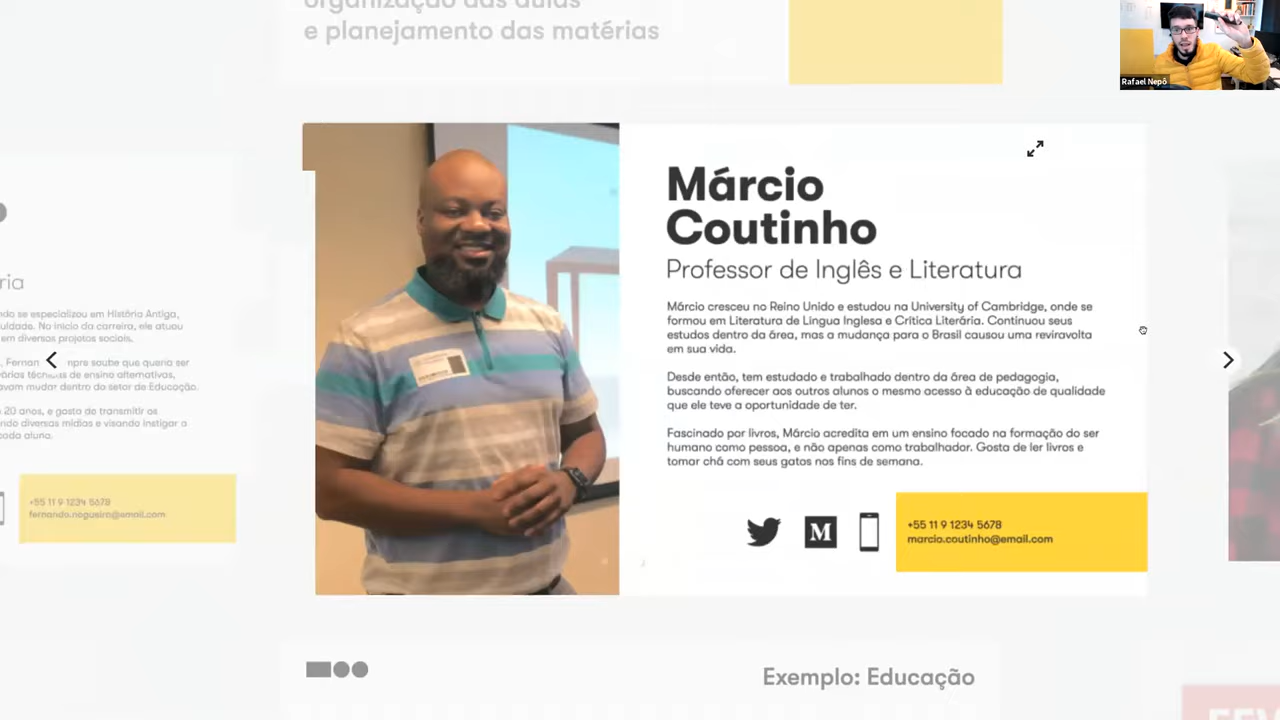 organização das aulas
e planejamento das matérias
Rafael Nepô
Márcio
Coutinho
Professor de Inglês e Literatura
Márcio cresceu no Reino Unido e estudou na University of Cambridge, onde se
formou em Literatura de Língua Inglesa e Crítica Literária. Continuou seus
estudos dentro da área, mas a mudança para o Brasil causou uma reviravolta
em sua vida.
Desde então, tem estudado e trabalhado dentro da área de pedagogia,
buscando oferecer aos outros alunos o mesmo acesso à educação de qualidade
que ele teve a oportunidade de ter.
Fascinado por livros, Márcio acredita em um ensino focado na formação do ser
humano como pessoa, e não apenas como trabalhador. Gosta de ler livros e
tomar chá com seus gatos nos fins de semana.
M
+55 11 9 1234 5678
marcio.coutinho@email.com
ria
ndo se especializou em História Antiga,
culdade. No início da carreira, ele atuou
em diversos projetos sociais.
, Fernan npre soube que queria ser
várias técnicas de ensino alternativas,
avam mudar dentro do setor de Educação.
20 anos, e gosta de transmitir os
ndo diversas mídias e visando instigar a
cada aluna.
+55 11 9 1234 5678
fernando.nogueira@email.com
Exemplo: Educação